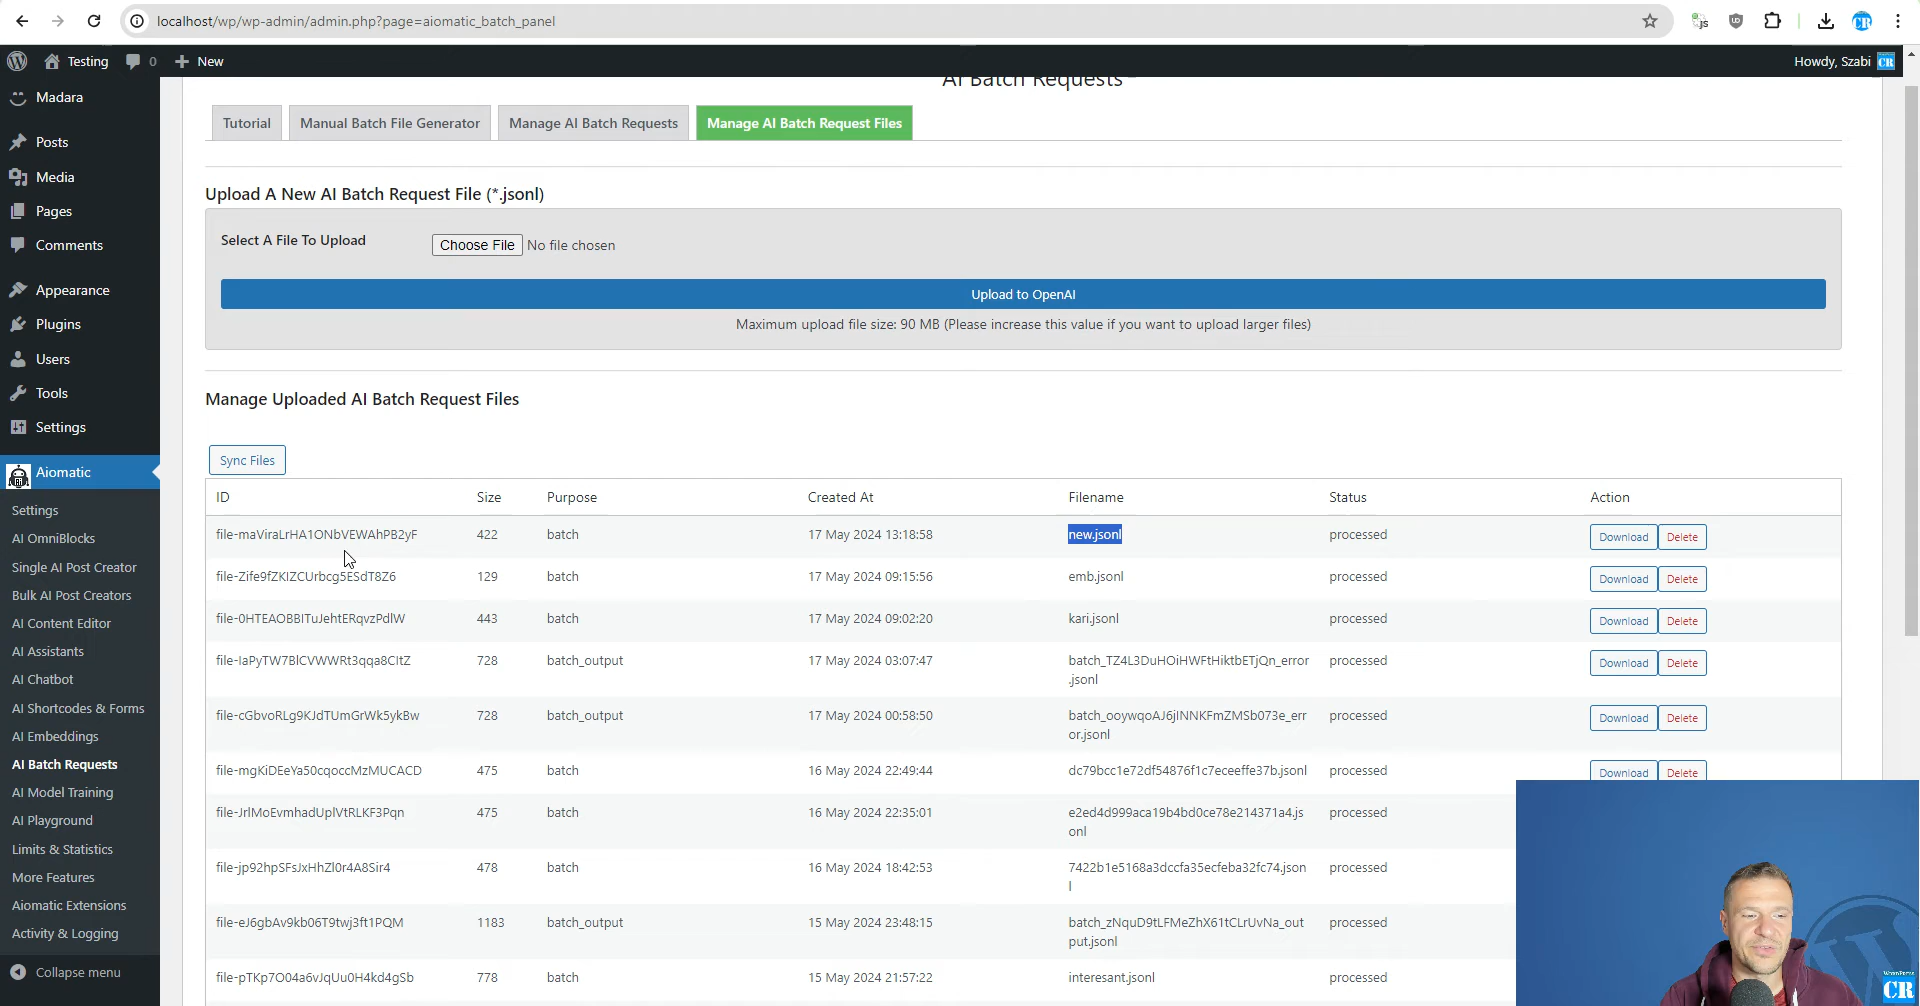 localhost/wp/wp-admin/admin.php?page=aiomatic_batch_panel
Testing 0 New
Howdy, Szabi CR
AI Batch Requests
Madara
Posts
Media
Pages
Comments
Appearance
Plugins
Users
Tools
Settings
Aiomatic
Settings
AI OmniBlocks
Single AI Post Creator
Bulk AI Post Creators
AI Content Editor
AI Assistants
AI Chatbot
AI Shortcodes & Forms
AI Embeddings
AI Batch Requests
AI Model Training
AI Playground
Limits & Statistics
More Features
Aiomatic Extensions
Activity & Logging
Collapse menu
Tutorial Manual Batch File Generator Manage AI Batch Requests Manage AI Batch Request Files
Upload A New AI Batch Request File (*.jsonl)
Select A File To Upload Choose File No file chosen
Upload to OpenAI
Maximum upload file size: 90 MB (Please increase this value if you want to upload larger files)
Manage Uploaded AI Batch Request Files
Sync Files
ID Size Purpose Created At Filename Status Action
file-maViraLrHA1ONbVEWAhPB2yF 422 batch 17 May 2024 13:18:58 new.jsonl processed Download Delete
file-Zife9fZKIZCUrbcg5ESdT8Z6 129 batch 17 May 2024 09:15:56 emb.jsonl processed Download Delete
file-0HTEAOBBITuJehtERqvzPdlW 443 batch 17 May 2024 09:02:20 kari.jsonl processed Download Delete
file-IaPyTW7BlCVWWRt3qqa8CItZ 728 batch_output 17 May 2024 03:07:47 batch_TZ4L3DuHOiHWFtHiktbETjQn_error processed Download Delete
.jsonl
file-cGbvoRLg9KJdTUmGrWk5ykBw 728 batch_output 17 May 2024 00:58:50 batch_ooywqoAJ6jINNKFmZMSb073e_err processed Download Delete
or.jsonl
file-mgKiDEeYa50cqoccMzMUCACD 475 batch 16 May 2024 22:49:44 dc79bcc1e72df54876f1c7eceeffe37b.jsonl processed Download Delete
file-JrlMoEvmhadUplVtRLKF3Pqn 475 batch 16 May 2024 22:35:01 e2ed4d999aca19b4bd0ce78e214371a4.js processed
onl
file-jp92hpSFsJxHhZl0r4A8Sir4 478 batch 16 May 2024 18:42:53 7422b1e5168a3dccfa35ecfeba32fc74.json processed
l
file-eJ6gbAv9kb06T9twj3ft1PQM 1183 batch_output 15 May 2024 23:48:15 batch_zNquD9tLFMeZhX61tCLrUvNa_out processed
put.jsonl
file-pTKp7O04a6vJqUu0H4kd4gSb 778 batch 15 May 2024 21:57:22 interesant.jsonl processed
WORDPRESS
CR